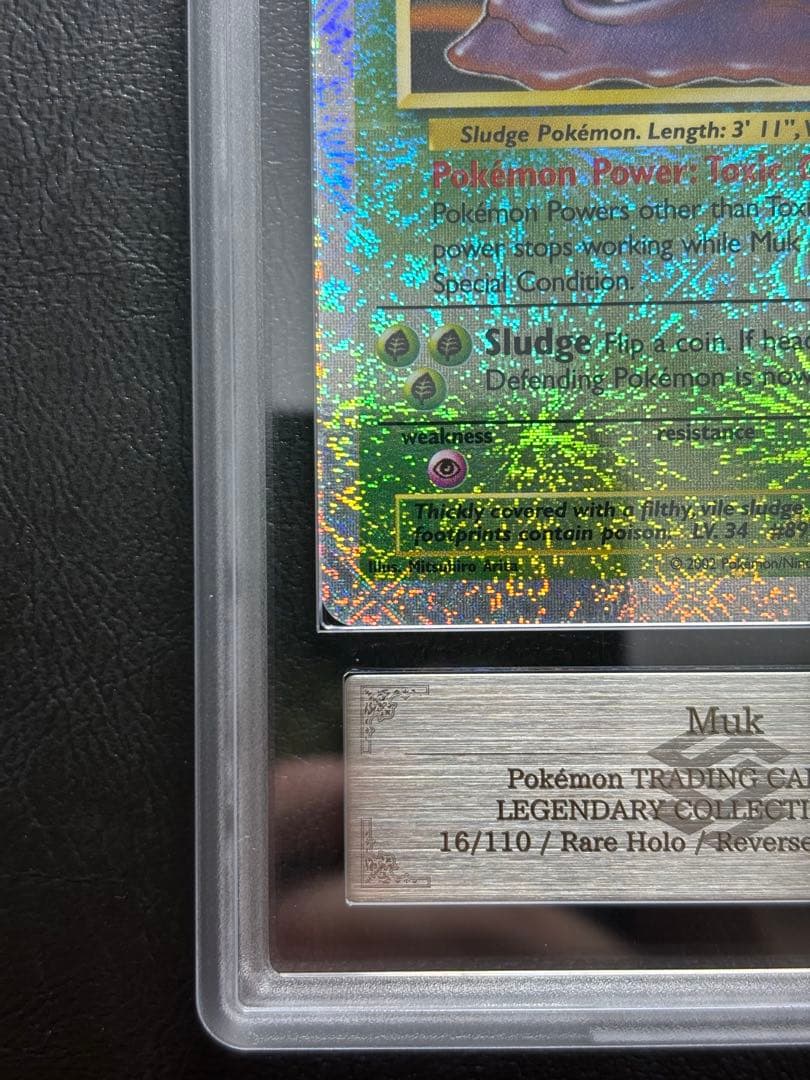 Sludge Pokémon. Length: 3' 11",
Pokémon Power: Toxic
Pokémon Powers other than Toxi
power stops working while Muk
Special Condition.
Sludge Flip a coin. If head
Defending Pokémon is now
weakness
resistance
Thickly covered with a filthy, vile sludge.
footprints contain poison. LV. 34 #89
Illus. Mitsuhiro Arita
© 2002 Pokémon/Nin
Muk
Pokémon TRADING CA
LEGENDARY COLLECTI
16/110 / Rare Holo / Reverse